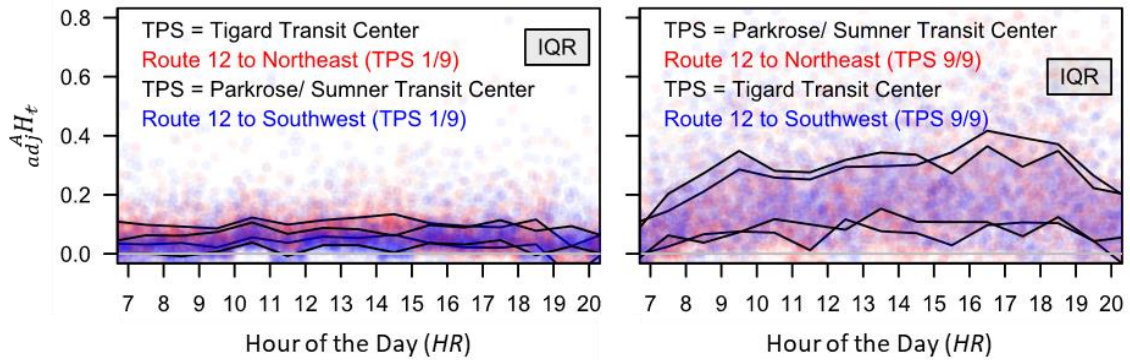 0.8
0.6
0.4
0.2
0.0
adj^A H_t
TPS = Tigard Transit Center
Route 12 to Northeast (TPS 1/9)
TPS = Parkrose/ Sumner Transit Center
Route 12 to Southwest (TPS 1/9)
IQR
7 8 9 10 11 12 13 14 15 16 17 18 19 20
Hour of the Day (HR)
TPS = Parkrose/ Sumner Transit Center
Route 12 to Northeast (TPS 9/9)
TPS = Tigard Transit Center
Route 12 to Southwest (TPS 9/9)
IQR
7 8 9 10 11 12 13 14 15 16 17 18 19 20
Hour of the Day (HR)